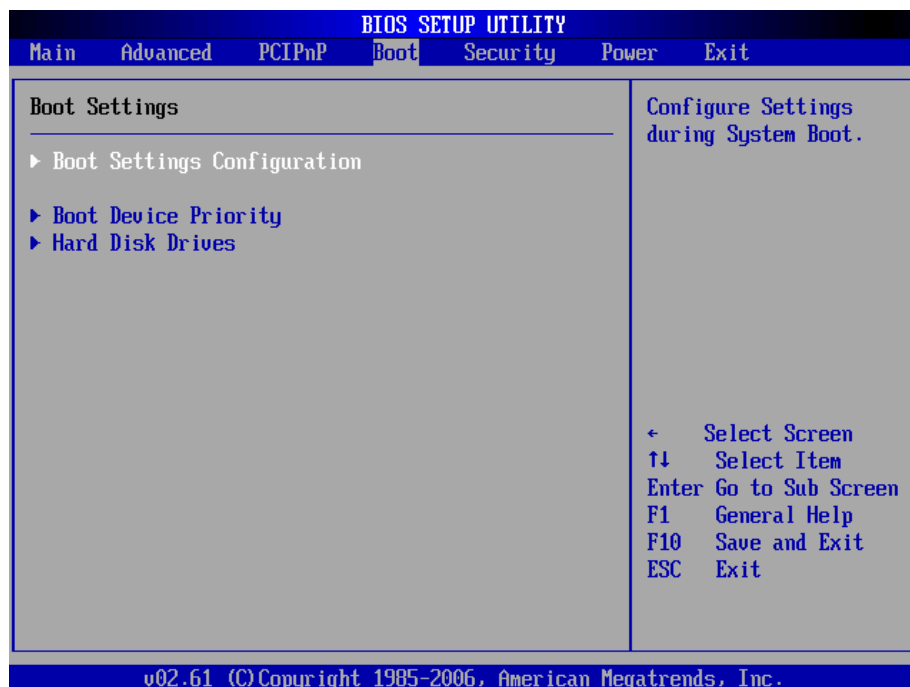 BIOS SETUP UTILITY
Main Advanced PCIPnP Boot Security Power Exit
Boot Settings
Boot Settings Configuration
Boot Device Priority
Hard Disk Drives
Configure Settings
during System Boot.
← Select Screen
↑↓ Select Item
Enter Go to Sub Screen
F1 General Help
F10 Save and Exit
ESC Exit
v02.61 (C)Copyright 1985-2006, American Megatrends, Inc.